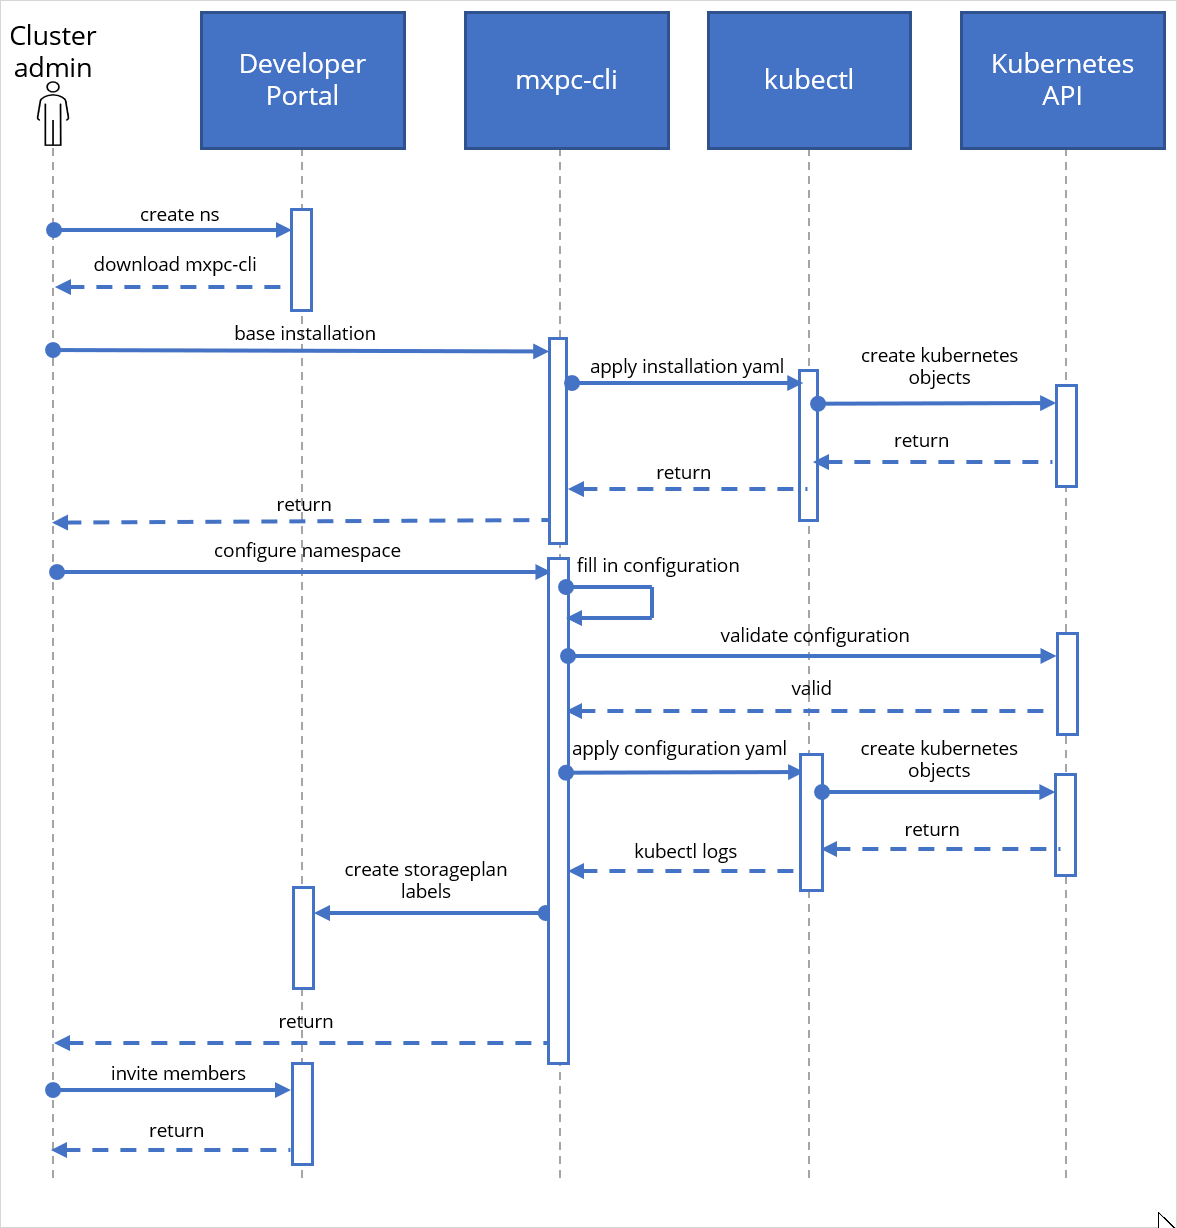 Cluster
admin
Developer
Portal
mxpc-cli
kubectl
Kubernetes
API
create ns
download mxpc-cli
base installation
apply installation yaml
create kubernetes
objects
return
return
return
configure namespace
fill in configuration
validate configuration
valid
apply configuration yaml
create kubernetes
objects
return
kubectl logs
create storageplan
labels
return
invite members
return